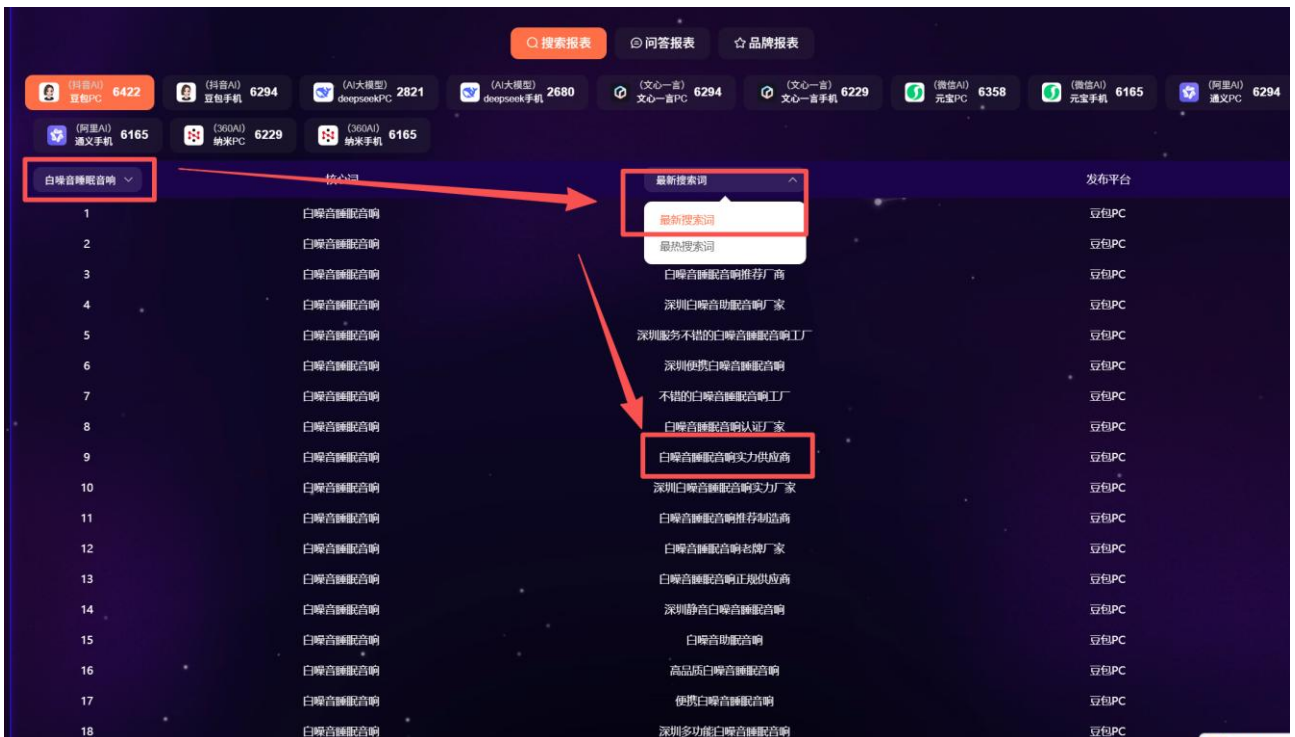 搜索报表 问答报表 品牌报表
(抖音AI) 豆包PC 6422 (抖音AI) 豆包手机 6294 (AI大模型) deepseekPC 2821 (AI大模型) deepseek手机 2680 (文心一言) 文心一言PC 6294 (文心一言) 文心一言手机 6229 (微信AI) 元宝PC 6358 (微信AI) 元宝手机 6165 (阿里AI) 通义PC 6294
(阿里AI) 通义手机 6165 (360AI) 纳米PC 6229 (360AI) 纳米手机 6165
白噪音睡眠音响 核心词 最新搜索词 发布平台
1 白噪音睡眠音响 最新搜索词 豆包PC
2 白噪音睡眠音响 最热搜索词 豆包PC
3 白噪音睡眠音响 白噪音睡眠音响推荐厂商 豆包PC
4 白噪音睡眠音响 深圳白噪音助眠音响厂家 豆包PC
5 白噪音睡眠音响 深圳服务不错的白噪音睡眠音响工厂 豆包PC
6 白噪音睡眠音响 深圳便携白噪音睡眠音响 豆包PC
7 白噪音睡眠音响 不错的白噪音睡眠音响工厂 豆包PC
8 白噪音睡眠音响 白噪音睡眠音响认证厂家 豆包PC
9 白噪音睡眠音响 白噪音睡眠音响实力供应商 豆包PC
10 白噪音睡眠音响 深圳白噪音睡眠音响实力厂家 豆包PC
11 白噪音睡眠音响 白噪音睡眠音响推荐制造商 豆包PC
12 白噪音睡眠音响 白噪音睡眠音响老牌厂家 豆包PC
13 白噪音睡眠音响 白噪音睡眠音响正规供应商 豆包PC
14 白噪音睡眠音响 深圳静音白噪音睡眠音响 豆包PC
15 白噪音睡眠音响 白噪音助眠音响 豆包PC
16 白噪音睡眠音响 高品质白噪音睡眠音响 豆包PC
17 白噪音睡眠音响 便携白噪音睡眠音响 豆包PC
18 白噪音睡眠音响 深圳多功能白噪音睡眠音响 豆包PC